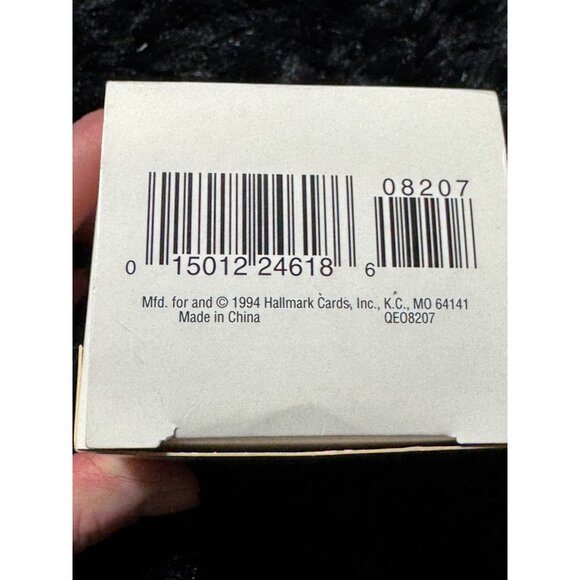 08207
0 15012 24618 6
Mfd. for and © 1994 Hallmark Cards, Inc., K.C., MO 64141
Made in China QEO8207